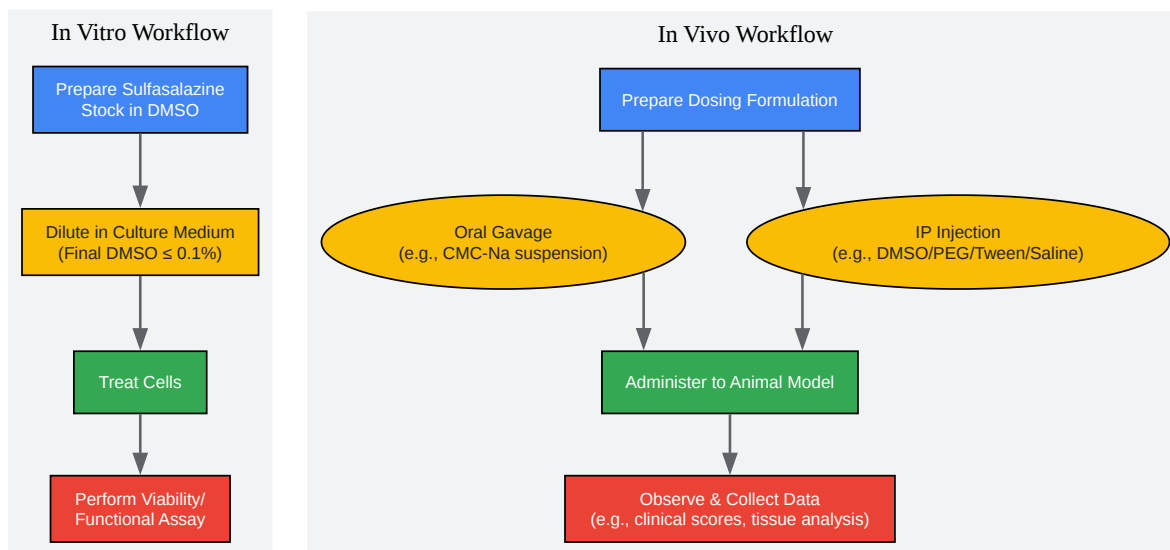 In Vitro Workflow
Prepare Sulfasalazine
Stock in DMSO
Dilute in Culture Medium
(Final DMSO ≤ 0.1%)
Treat Cells
Perform Viability/
Functional Assay
In Vivo Workflow
Prepare Dosing Formulation
Oral Gavage
(e.g., CMC-Na suspension)
IP Injection
(e.g., DMSO/PEG/Tween/Saline)
Administer to Animal Model
Observe & Collect Data
(e.g., clinical scores, tissue analysis)